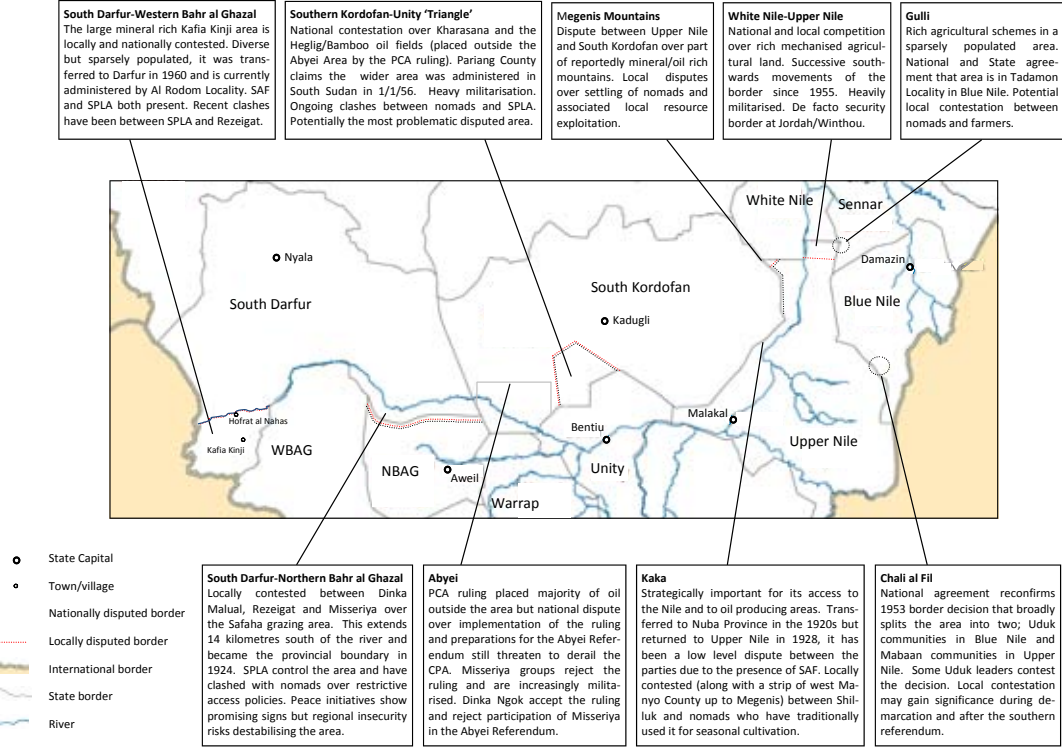 South Darfur-Western Bahr al Ghazal
The large mineral rich Kafia Kinji area is
locally and nationally contested. Diverse
but sparsely populated, it was trans-
ferred to Darfur in 1960 and is currently
administered by Al Rodom Locality. SAF
and SPLA both present. Recent clashes
have been between SPLA and Rezeigat.
Southern Kordofan-Unity ‘Triangle’
National contestation over Kharasana and the
Heglig/Bamboo oil fields (placed outside the
Abyei Area by the PCA ruling). Pariang County
claims the wider area was administered in
South Sudan in 1/1/56. Heavy militarisation.
Ongoing clashes between nomads and SPLA.
Potentially the most problematic disputed area.
Megenis Mountains
Dispute between Upper Nile
and South Kordofan over part
of reportedly mineral/oil rich
mountains. Local disputes
over settling of nomads and
associated local resource
exploitation.
White Nile-Upper Nile
National and local competition
over rich mechanised agricul-
tural land. Successive south-
wards movements of the
border since 1955. Heavily
militarised. De facto security
border at Jordah/Winthou.
Gulli
Rich agricultural schemes in a
sparsely populated area.
National and State agree-
ment that area is in Tadamon
Locality in Blue Nile. Potential
local contestation between
nomads and farmers.
White Nile
Sennar
Nyala
Damazin
South Darfur
South Kordofan
Blue Nile
Kadugli
Hofrat al Nahas
Malakal
Kafia Kinji
WBAG
Bentiu
Upper Nile
NBAG
Aweil
Unity
Warrap
State Capital
Town/village
Nationally disputed border
Locally disputed border
International border
State border
River
South Darfur-Northern Bahr al Ghazal
Locally contested between Dinka
Malual, Rezeigat and Misseriya over
the Safaha grazing area. This extends
14 kilometres south of the river and
became the provincial boundary in
1924. SPLA control the area and have
clashed with nomads over restrictive
access policies. Peace initiatives show
promising signs but regional insecurity
risks destabilising the area.
Abyei
PCA ruling placed majority of oil
outside the area but national dispute
over implementation of the ruling
and preparations for the Abyei Refer-
endum still threaten to derail the
CPA. Misseriya groups reject the
ruling and are increasingly milita-
rised. Dinka Ngok accept the ruling
and reject participation of Misseriya
in the Abyei Referendum.
Kaka
Strategically important for its access to
the Nile and to oil producing areas. Trans-
ferred to Nuba Province in the 1920s but
returned to Upper Nile in 1928, it has
been a low level dispute between the
parties due to the presence of SAF. Locally
contested (along with a strip of west Ma-
nyo County up to Megenis) between Shil-
luk and nomads who have traditionally
used it for seasonal cultivation.
Chali al Fil
National agreement reconfirms
1953 border decision that broadly
splits the area into two; Uduk
communities in Blue Nile and
Mabaan communities in Upper
Nile. Some Uduk leaders contest
the decision. Local contestation
may gain significance during de-
marcation and after the southern
referendum.